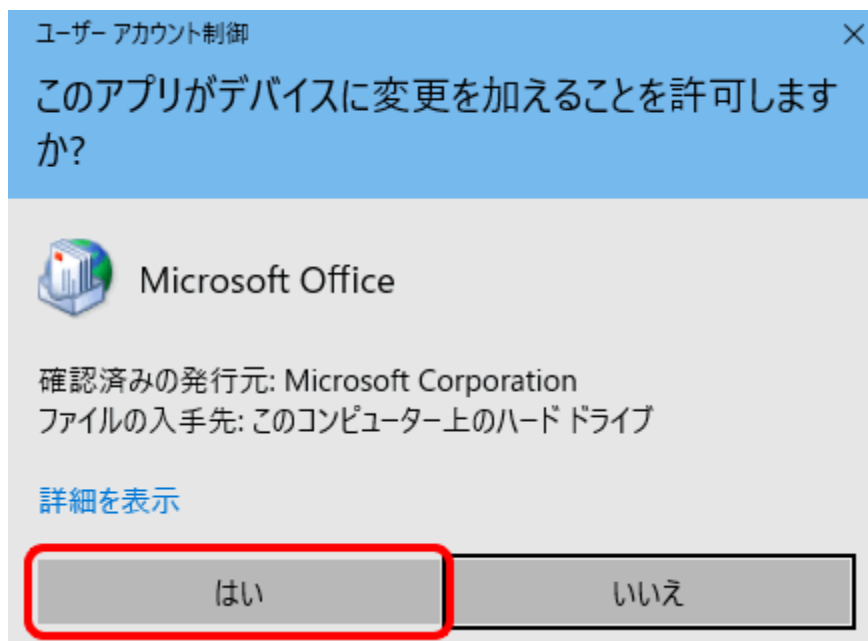 ユーザー アカウント制御
このアプリがデバイスに変更を加えることを許可します
か?
Microsoft Office
確認済みの発行元: Microsoft Corporation
ファイルの入手先: このコンピューター上のハード ドライブ
詳細を表示
はい
いいえ